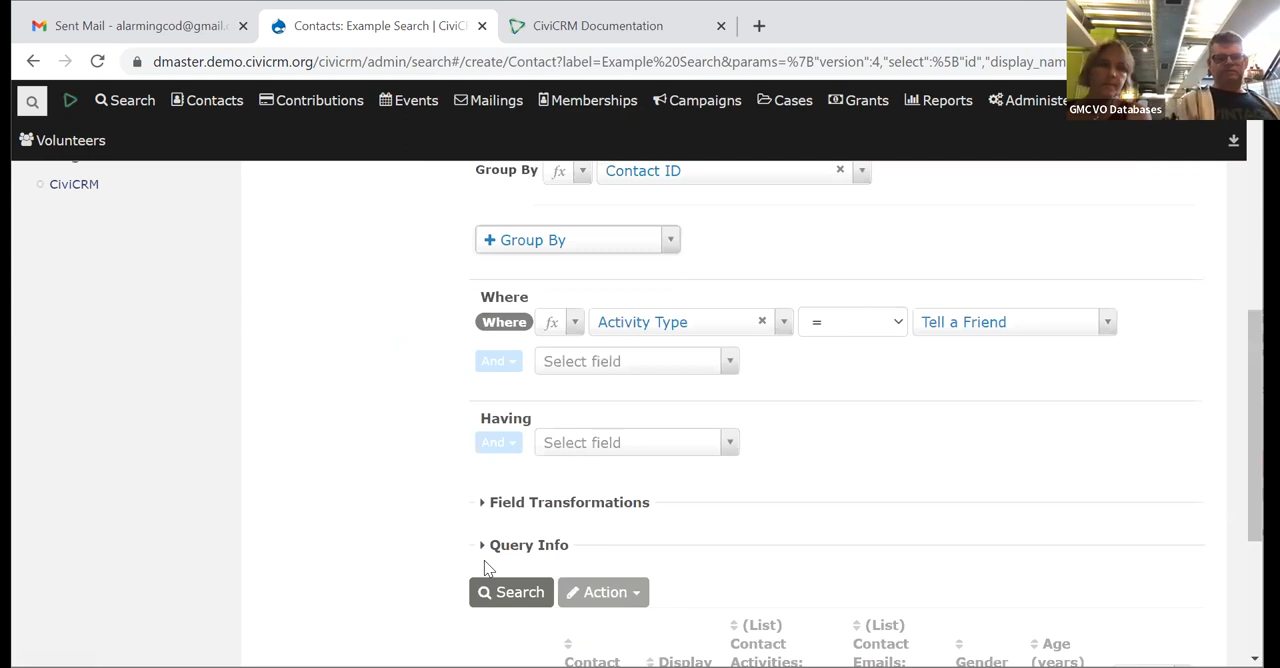 Sent Mail - alarmingcod@gmail.c
Contacts: Example Search | CiviC
CiviCRM Documentation
dmaster.demo.civicrm.org/civicrm/admin/search#/create/Contact?label=Example%20Search&params=%7B"version":4,"select":%5B"id","display_nam
GMCVO Databases
Search
Contacts
Contributions
Events
Mailings
Memberships
Campaigns
Cases
Grants
Reports
Administe
Volunteers
CiviCRM
Group By fx Contact ID
+ Group By
Where
Where fx Activity Type = Tell a Friend
And Select field
Having
And Select field
Field Transformations
Query Info
Search Action
Contact
Display
(List)
Contact
Activities:
(List)
Contact
Emails:
Gender
Age
(years)